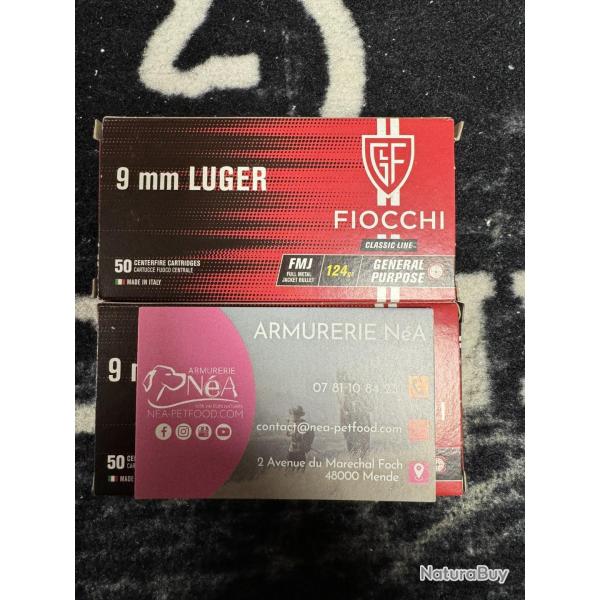 9 mm LUGER
GF
FIOCCHI
CLASSIC LINE
50 CENTERFIRE CARTRIDGES
CARTUCCE FUOCO CENTRALE
MADE IN ITALY
FMJ
FULL METAL
JACKET BULLET
124gr
GENERAL
PURPOSE
9
ARMURERIE NéA
ARMURERIE
NéA
NEA-PETFOOD.COM
07 81 10 84 23
contact@nea-petfood.com
2 Avenue du Marechal Foch
48000 Mende
50
MADE
NaturaBuy